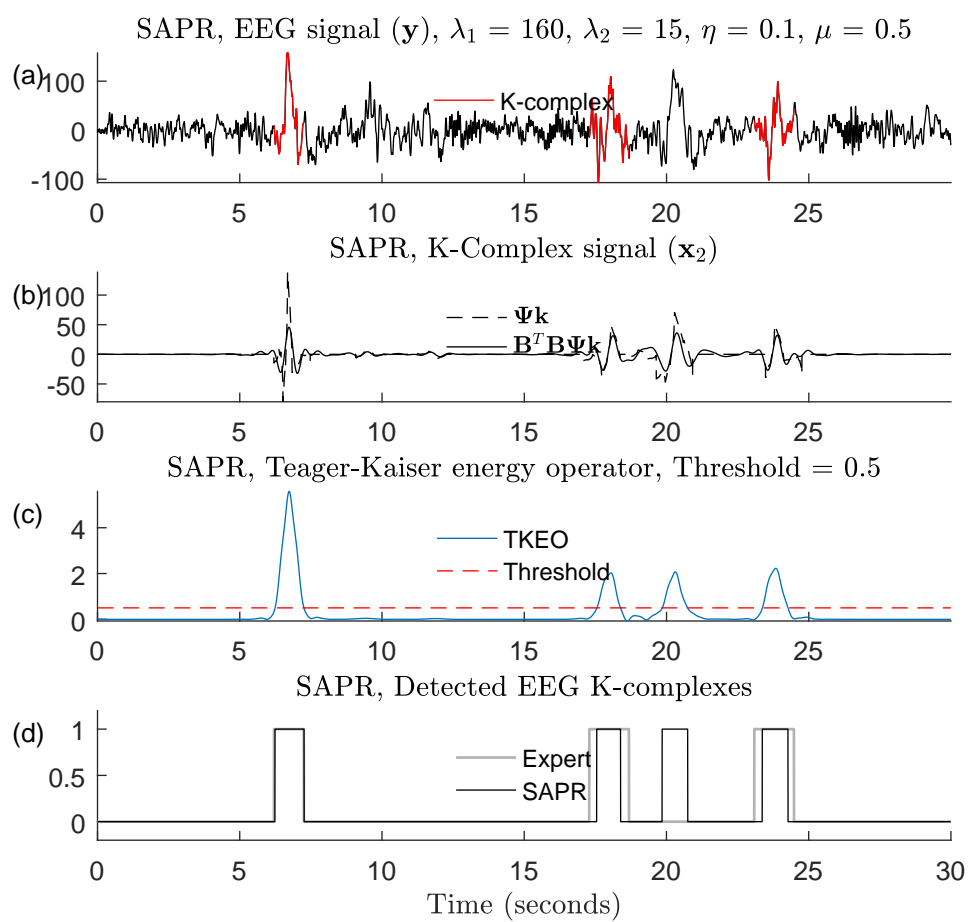 SAPR, EEG signal (y), λ1 = 160, λ2 = 15, η = 0.1, μ = 0.5
(a)
100
0
-100
K-complex
0 5 10 15 20 25
SAPR, K-Complex signal (x2)
(b)
100
50
0
-50
Ψk
B^T BΨk
0 5 10 15 20 25
SAPR, Teager-Kaiser energy operator, Threshold = 0.5
(c)
4
2
0
TKEO
Threshold
0 5 10 15 20 25
SAPR, Detected EEG K-complexes
(d)
1
0.5
0
Expert
SAPR
0 5 10 15 20 25 30
Time (seconds)